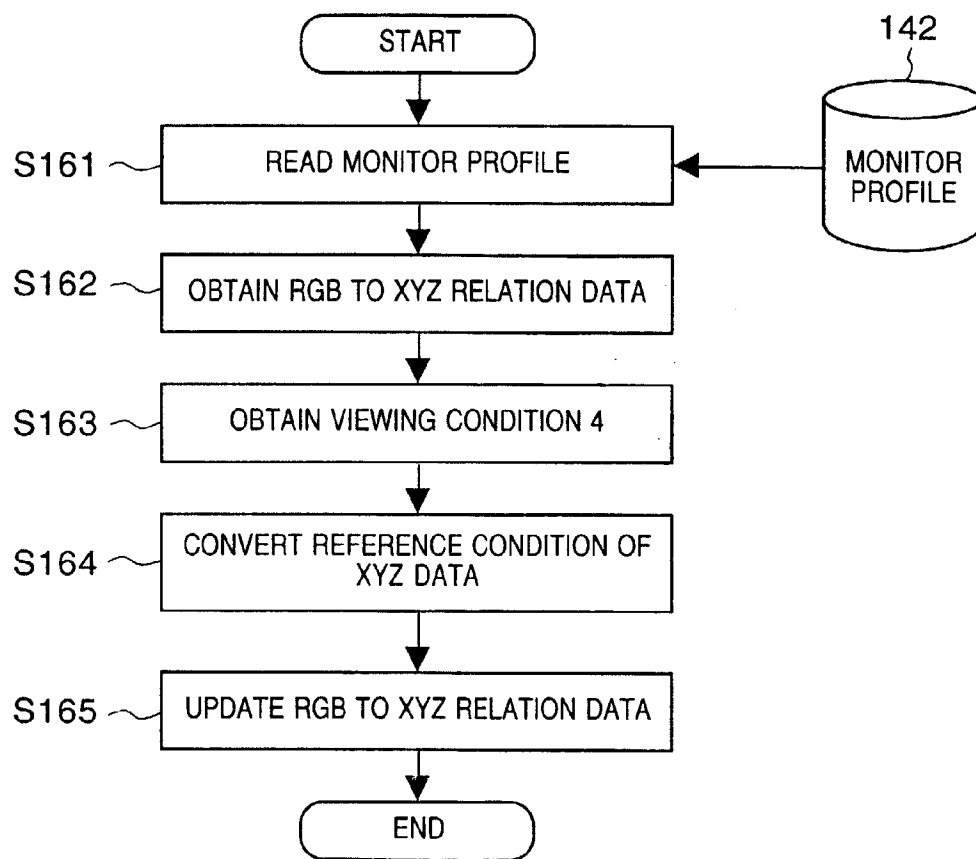 START
142
S161
READ MONITOR PROFILE
MONITOR
PROFILE
S162
OBTAIN RGB TO XYZ RELATION DATA
S163
OBTAIN VIEWING CONDITION 4
S164
CONVERT REFERENCE CONDITION OF
XYZ DATA
S165
UPDATE RGB TO XYZ RELATION DATA
END